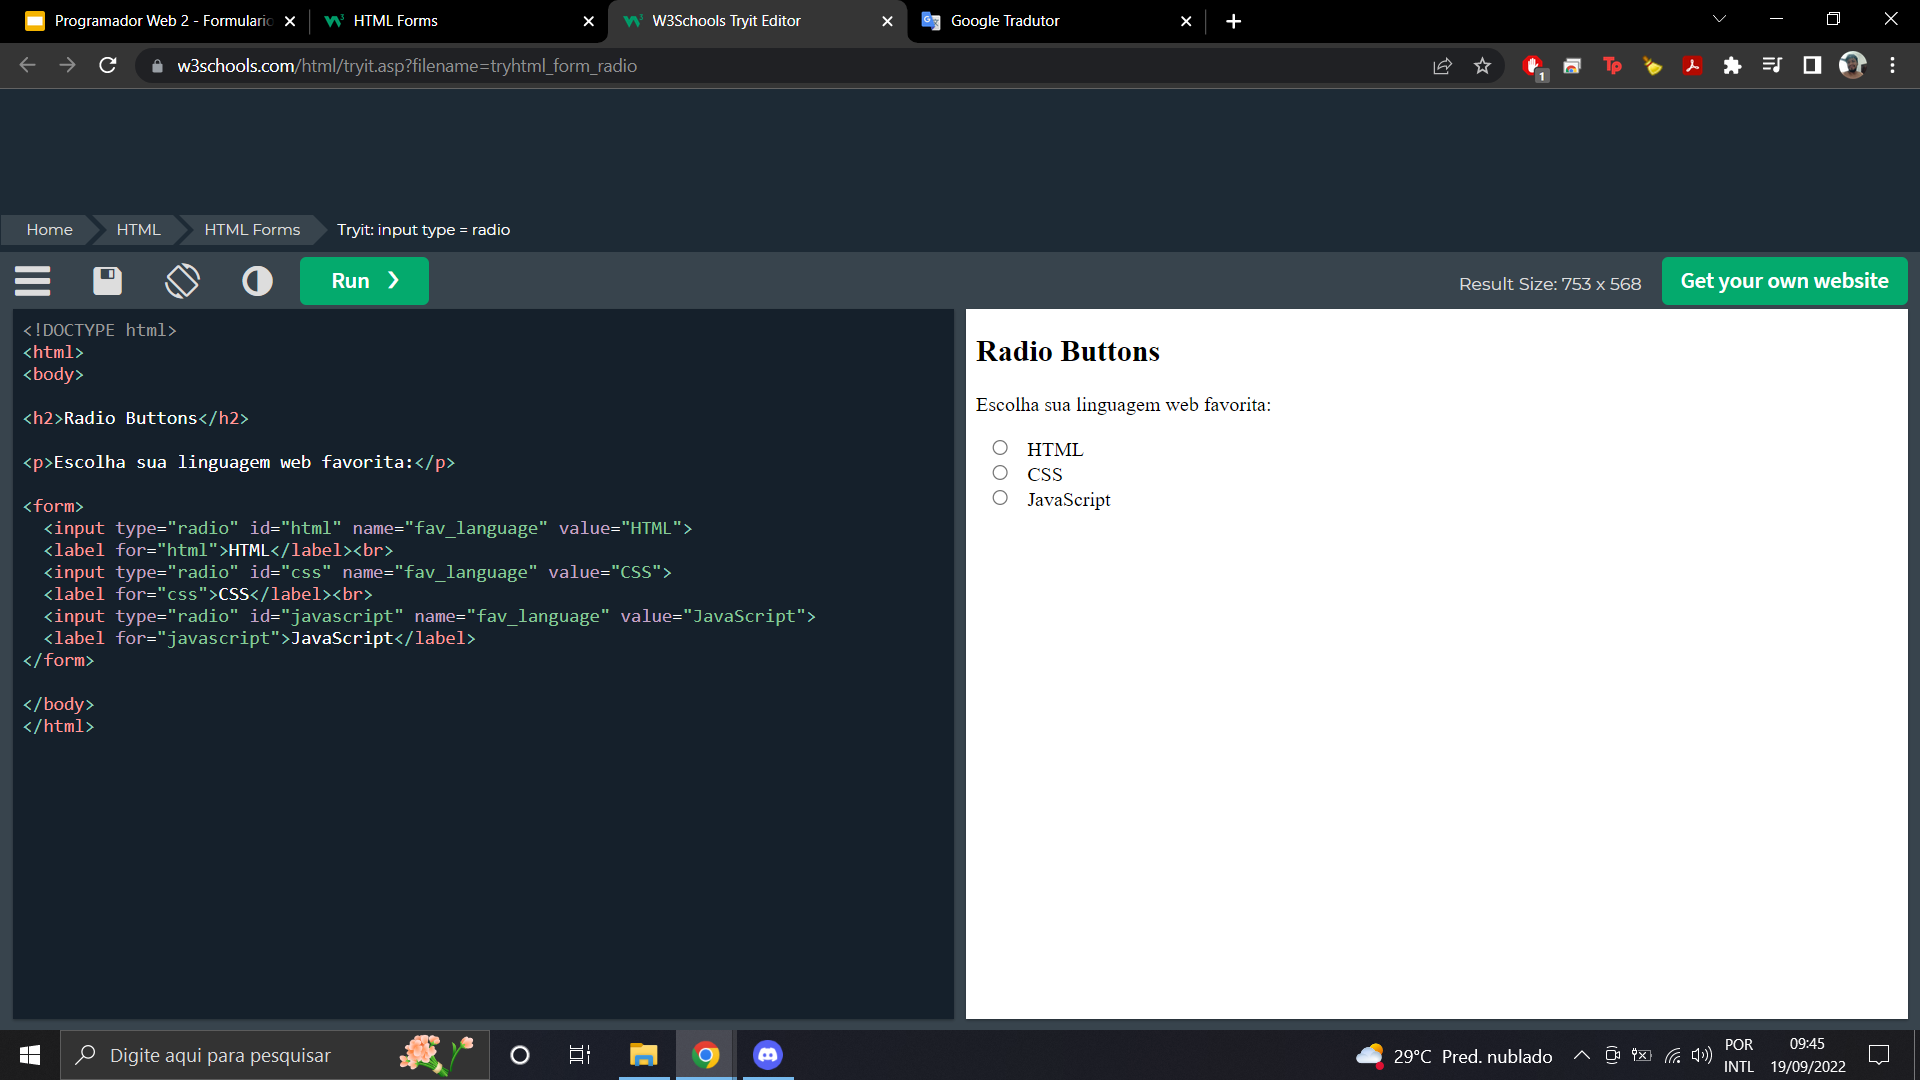 Programador Web 2 - Formulario
HTML Forms
W3Schools Tryit Editor
Google Tradutor
w3schools.com/html/tryit.asp?filename=tryhtml_form_radio
1
Tp
Home
HTML
HTML Forms
Tryit: input type = radio
Run ❯
Result Size: 753 x 568
Get your own website
<!DOCTYPE html>
<html>
<body>
<h2>Radio Buttons</h2>
<p>Escolha sua linguagem web favorita:</p>
<form>
  <input type="radio" id="html" name="fav_language" value="HTML">
  <label for="html">HTML</label><br>
  <input type="radio" id="css" name="fav_language" value="CSS">
  <label for="css">CSS</label><br>
  <input type="radio" id="javascript" name="fav_language" value="JavaScript">
  <label for="javascript">JavaScript</label>
</form>
</body>
</html>
Radio Buttons
Escolha sua linguagem web favorita:
HTML
CSS
JavaScript
Digite aqui para pesquisar
29°C Pred. nublado
POR
INTL
09:45
19/09/2022